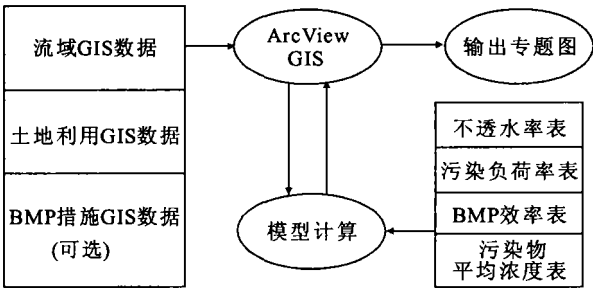 流域GIS数据
土地利用GIS数据
BMP措施GIS数据
(可选)
ArcView
GIS
输出专题图
模型计算
不透水率表
污染负荷率表
BMP效率表
污染物
平均浓度表